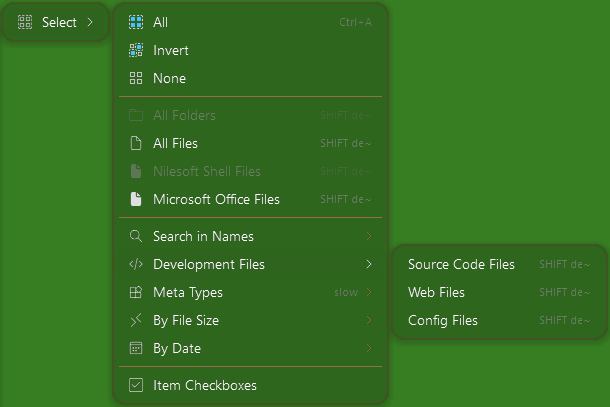 Select
All Ctrl+A
Invert
None
All Folders SHIFT de~
All Files SHIFT de~
Nilesoft Shell Files SHIFT de~
Microsoft Office Files SHIFT de~
Search in Names
Development Files
Meta Types slow
By File Size
By Date
Item Checkboxes
Source Code Files SHIFT de~
Web Files SHIFT de~
Config Files SHIFT de~